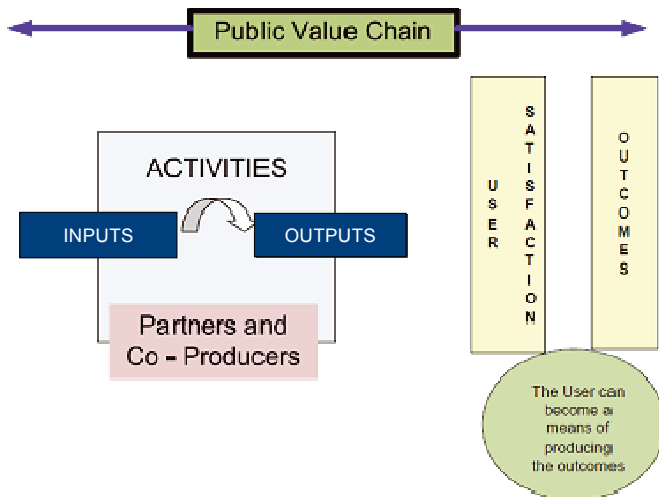 Public Value Chain
ACTIVITIES
INPUTS
OUTPUTS
Partners and
Co - Producers
USER
SATISFACTION
OUTCOMES
The User can
become a
means of
producing
the outcomes